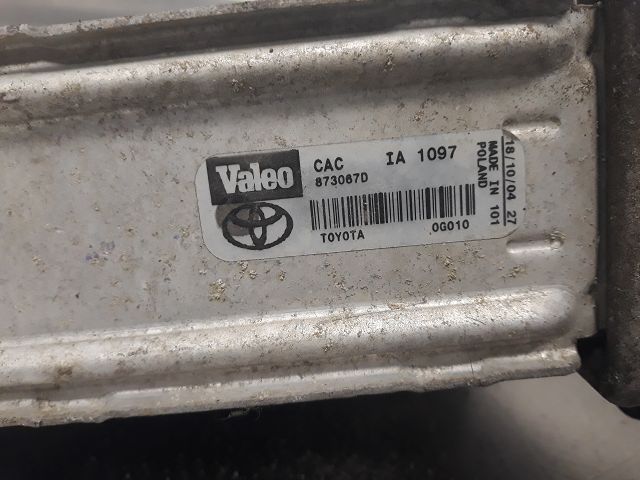 Valeo
CAC IA 1097
873067D
TOYOTA 0G010
18/10/04 27
MADE IN 101
POLAND